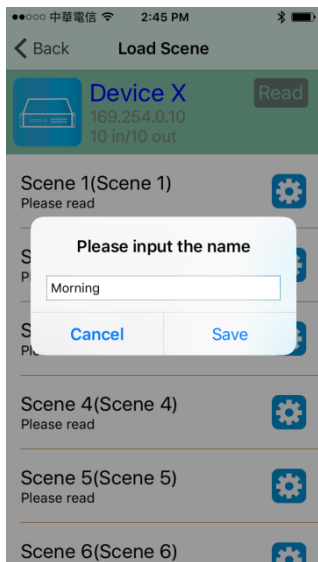 中華電信 2:45 PM
Back Load Scene
Device X
Read
169.254.0.10
10 in/10 out
Scene 1(Scene 1)
Please read
Please input the name
Morning
Cancel Save
Scene 4(Scene 4)
Please read
Scene 5(Scene 5)
Please read
Scene 6(Scene 6)